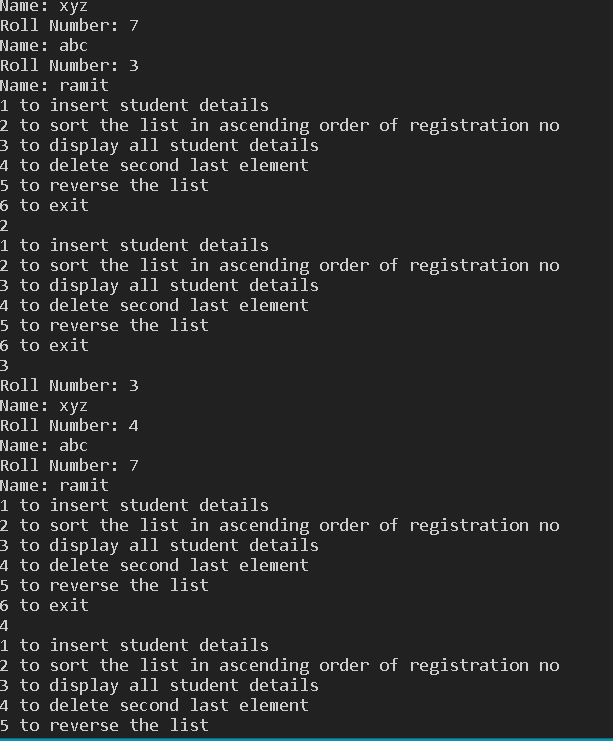 Name: xyz
Roll Number: 7
Name: abc
Roll Number: 3
Name: ramit
1 to insert student details
2 to sort the list in ascending order of registration no
3 to display all student details
4 to delete second last element
5 to reverse the list
6 to exit
2
1 to insert student details
2 to sort the list in ascending order of registration no
3 to display all student details
4 to delete second last element
5 to reverse the list
6 to exit
3
Roll Number: 3
Name: xyz
Roll Number: 4
Name: abc
Roll Number: 7
Name: ramit
1 to insert student details
2 to sort the list in ascending order of registration no
3 to display all student details
4 to delete second last element
5 to reverse the list
6 to exit
4
1 to insert student details
2 to sort the list in ascending order of registration no
3 to display all student details
4 to delete second last element
5 to reverse the list